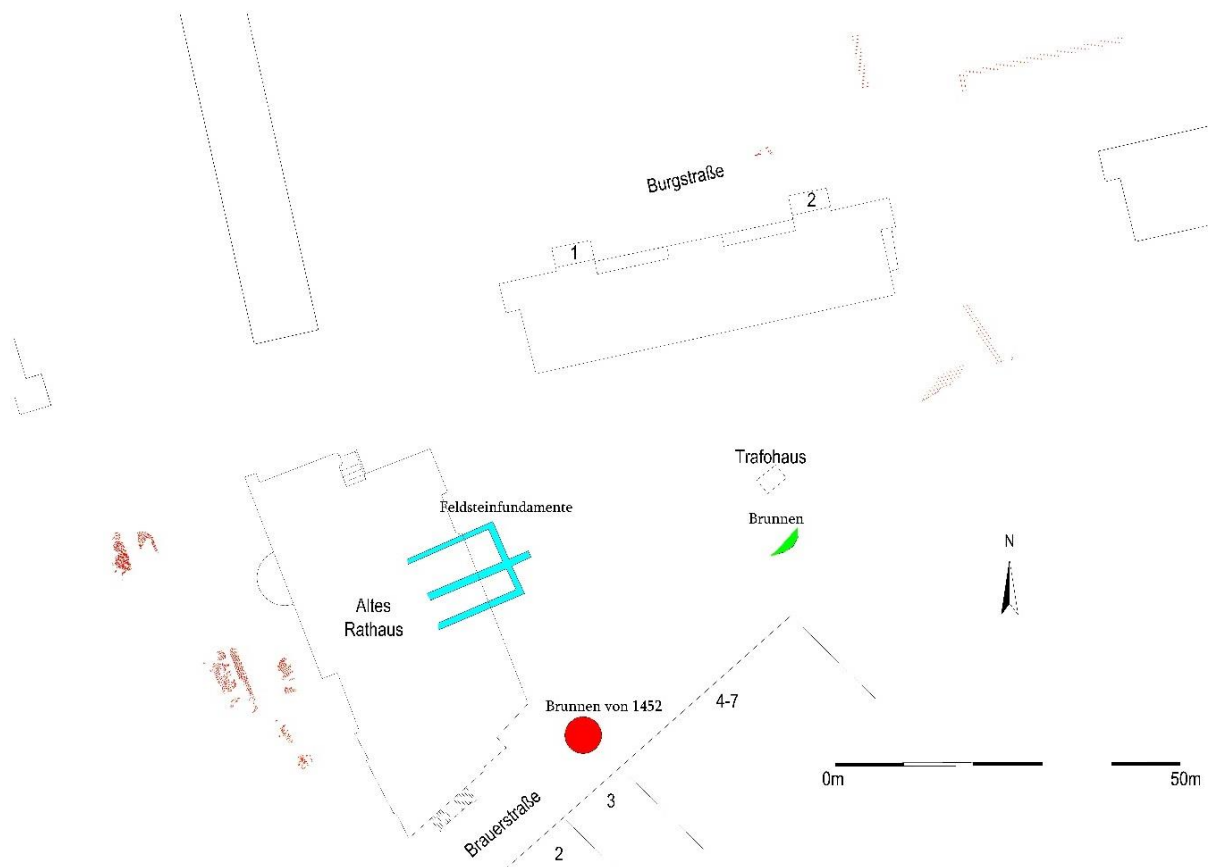 Burgstraße
2
1
Trafohaus
Feldsteinfundamente
Brunnen
N
Altes
Rathaus
4-7
Brunnen von 1452
0m
50m
3
Brauerstraße
2